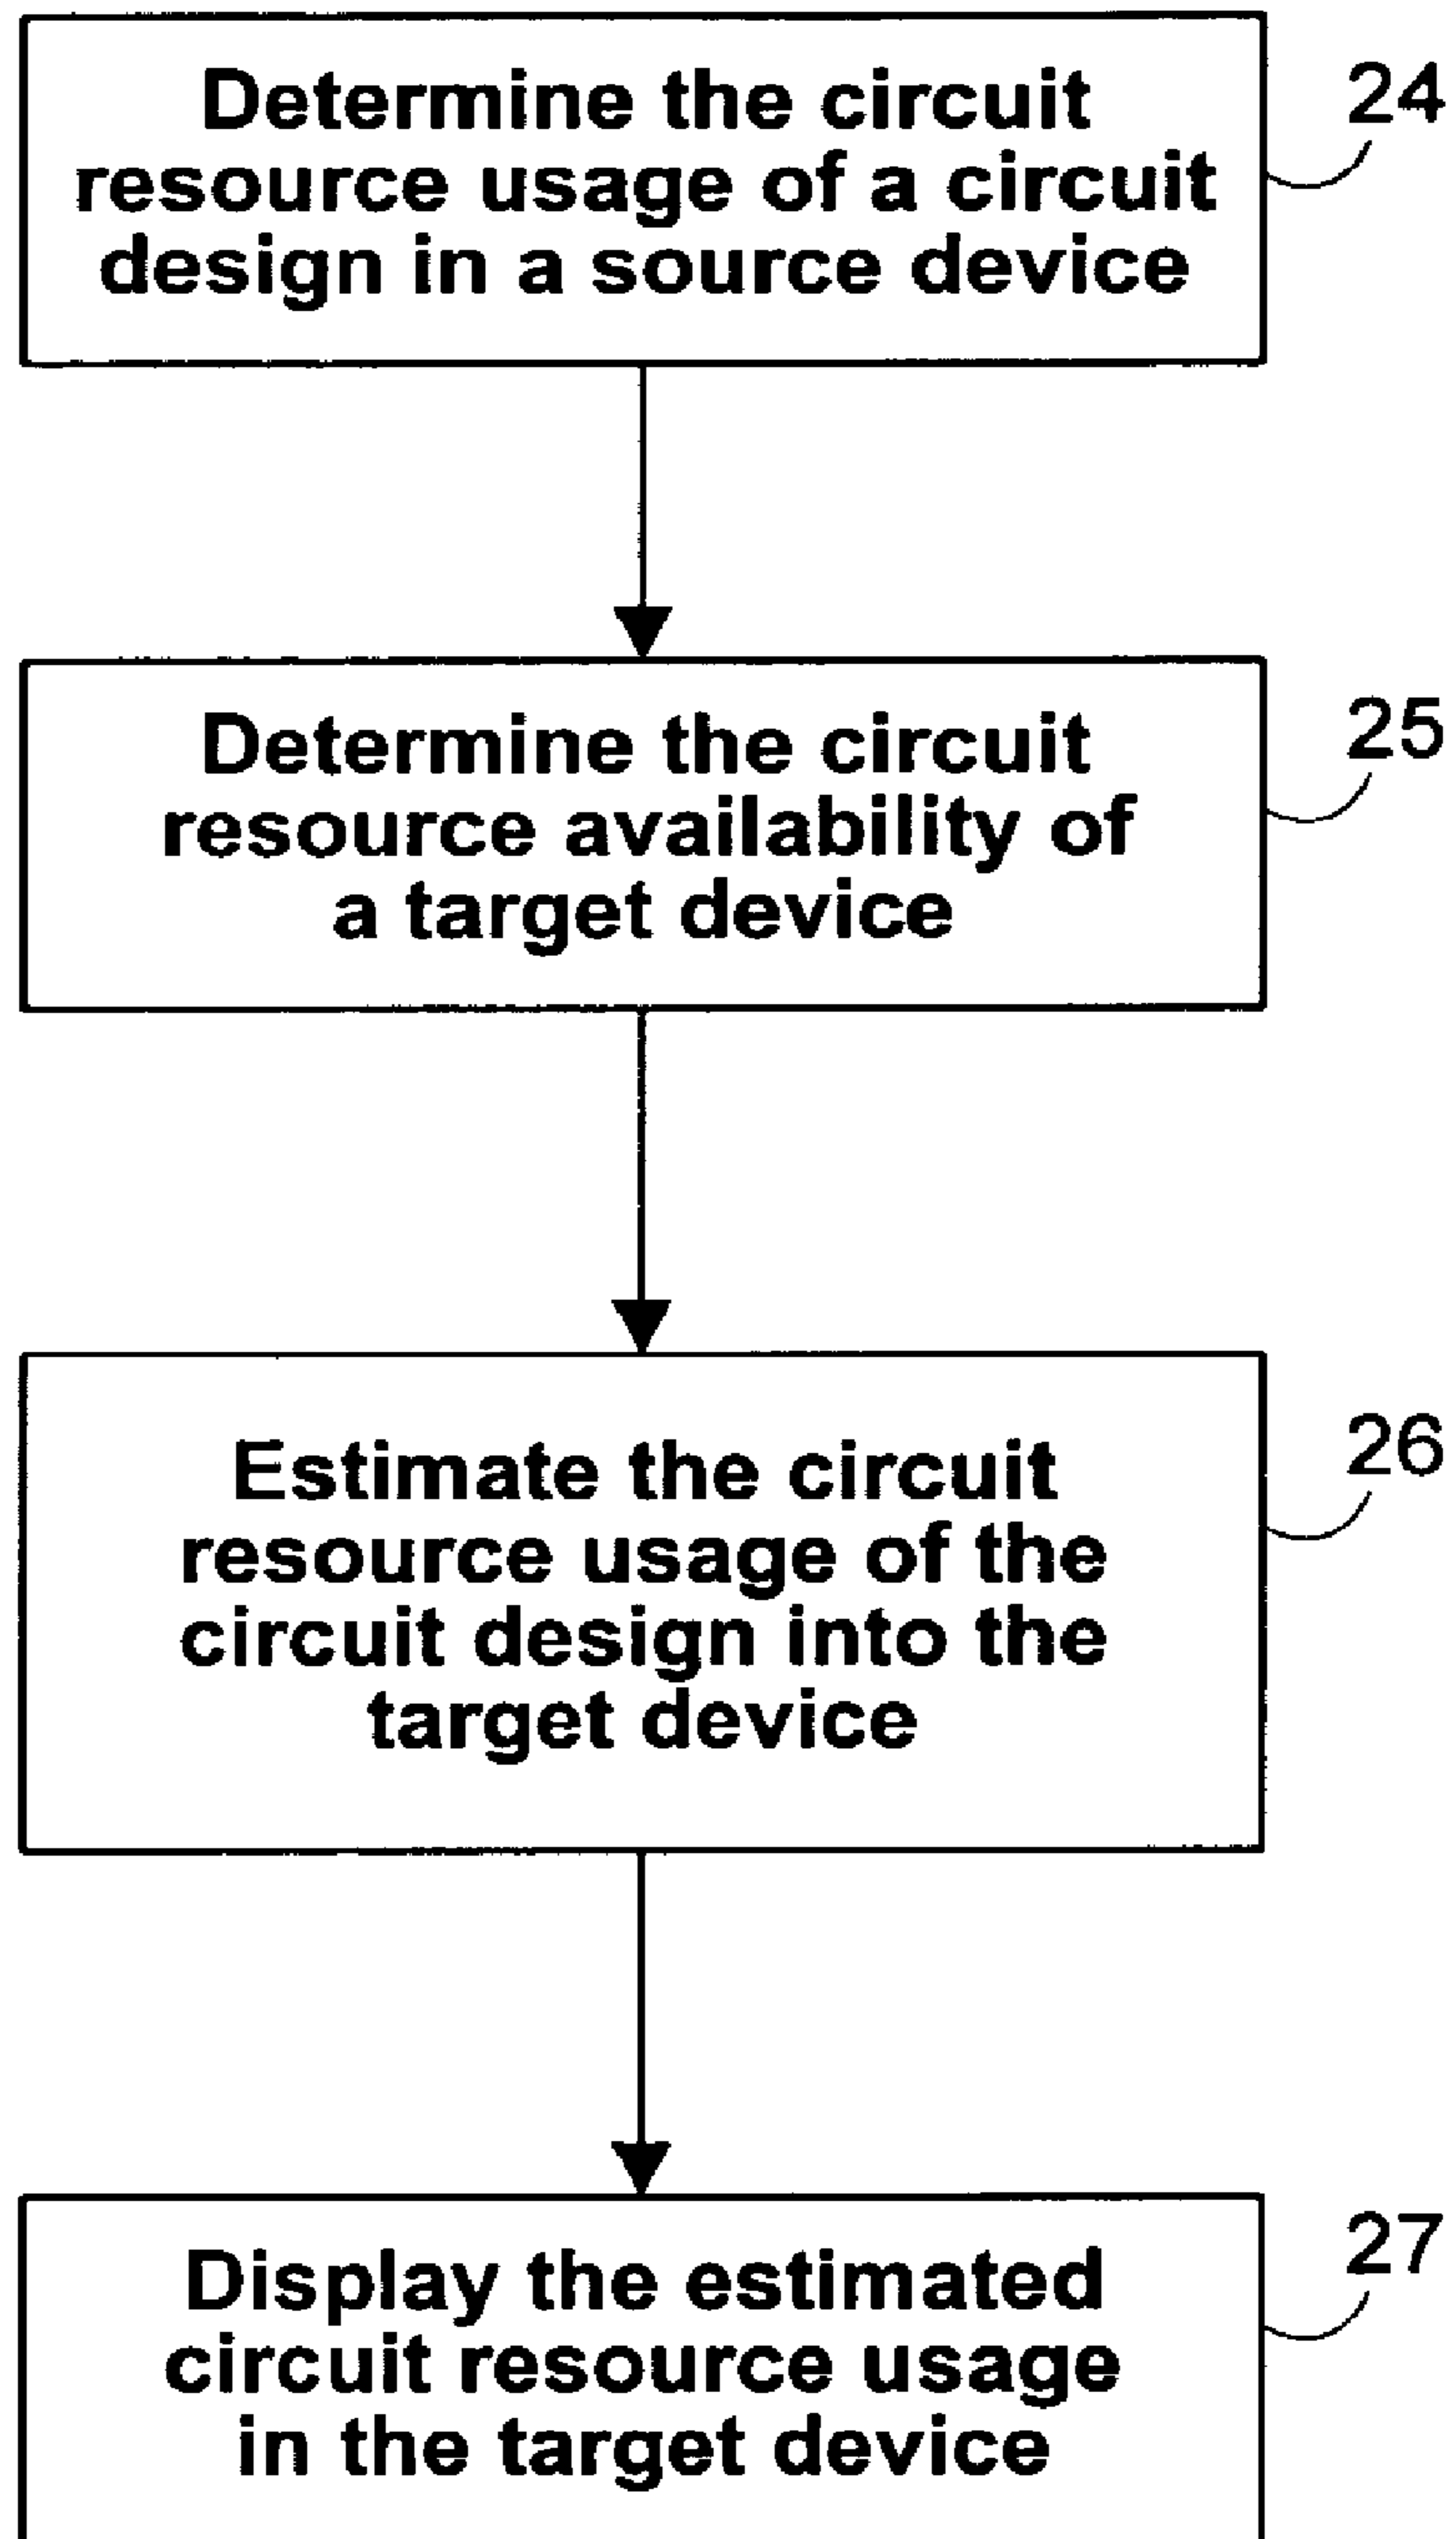 Determine the circuit
resource usage of a circuit
design in a source device
24
Determine the circuit
resource availability of
a target device
25
Estimate the circuit
resource usage of the
circuit design into the
target device
26
Display the estimated
circuit resource usage
in the target device
27